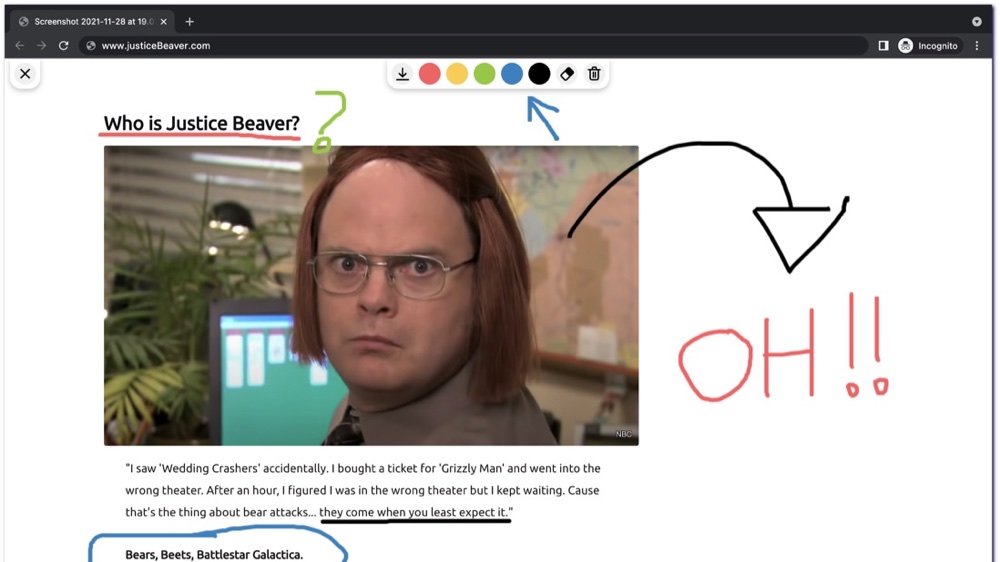 Screenshot 2021-11-28 at 19.0
www.justiceBeaver.com
Incognito
Who is Justice Beaver?
?
OH!!
NBC
"I saw 'Wedding Crashers' accidentally. I bought a ticket for 'Grizzly Man' and went into the
wrong theater. After an hour, I figured I was in the wrong theater but I kept waiting. Cause
that's the thing about bear attacks... they come when you least expect it."
Bears, Beets, Battlestar Galactica.